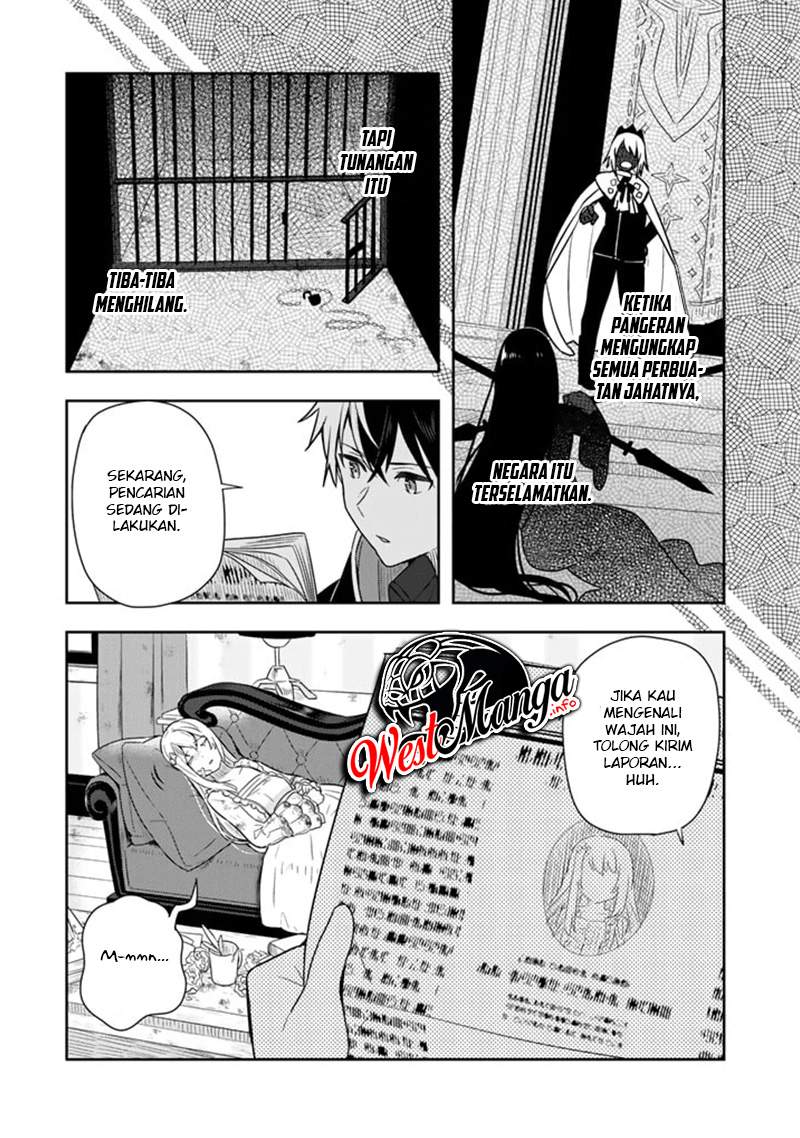 KETIKA
PANGERAN
MENGUNGKAP
SEMUA PERBUA-
TAN JAHATNYA,
NEGARA ITU
TERSELAMATKAN.
TAPI
TUNANGAN
ITU
TIBA-TIBA
MENGHILANG.
SEKARANG,
PENCARIAN
SEDANG DI-
LAKUKAN.
JIKA KAU
MENGENALI
WAJAH INI,
TOLONG KIRIM
LAPORAN...
HUH.
WestManga
.info
M-mmn...